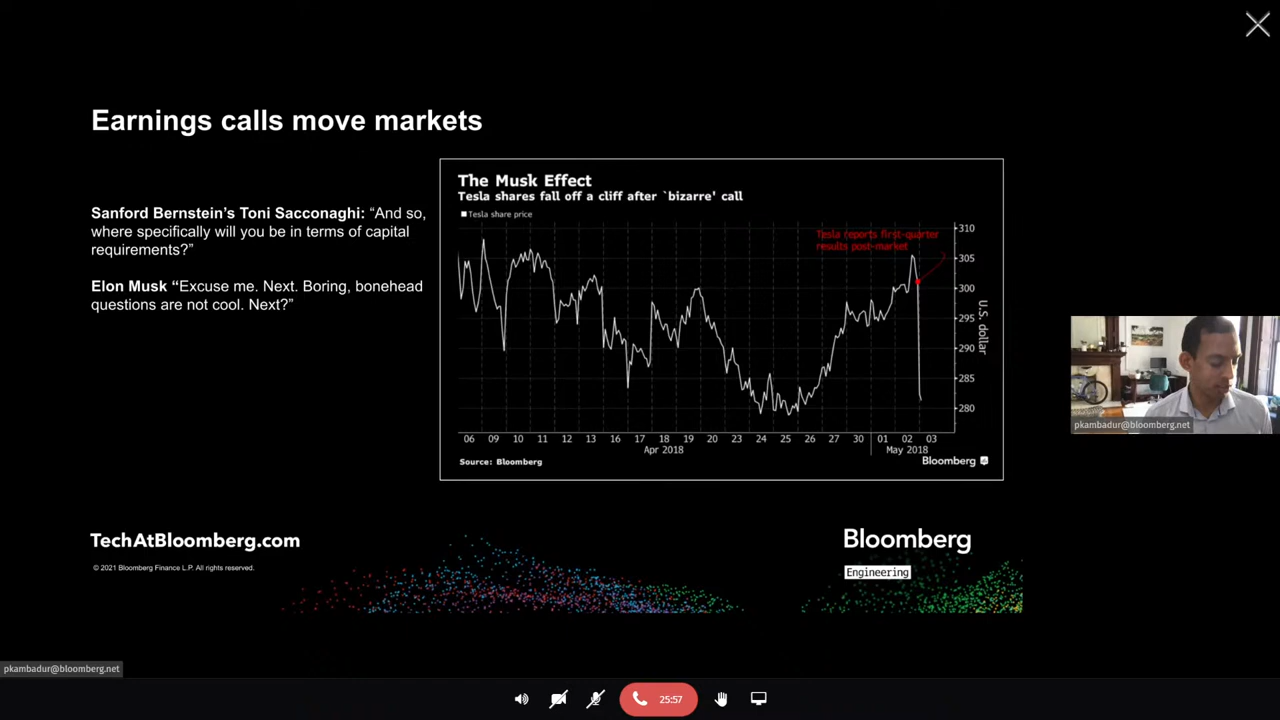 Earnings calls move markets
Sanford Bernstein's Toni Sacconaghi: “And so,
where specifically will you be in terms of capital
requirements?”
Elon Musk “Excuse me. Next. Boring, bonehead
questions are not cool. Next?”
The Musk Effect
Tesla shares fall off a cliff after `bizarre' call
Tesla share price
Tesla reports first-quarter
results post-market
310
305
300
295
290
285
280
U.S. dollar
06 09 10 11 12 13 16 17 18 19 20 23 24 25 26 27 30 01 02 03
Apr 2018 May 2018
Source: Bloomberg
Bloomberg
TechAtBloomberg.com
© 2021 Bloomberg Finance L.P. All rights reserved.
Bloomberg
Engineering
pkambadur@bloomberg.net
pkambadur@bloomberg.net
25:57